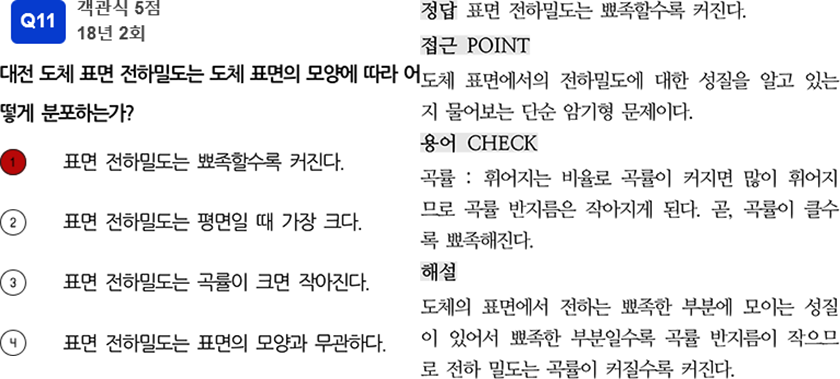 Q11
객관식 5점
18년 2회
대전 도체 표면 전하밀도는 도체 표면의 모양에 따라 어
떻게 분포하는가?
1 표면 전하밀도는 뾰족할수록 커진다.
2 표면 전하밀도는 평면일 때 가장 크다.
3 표면 전하밀도는 곡률이 크면 작아진다.
4 표면 전하밀도는 표면의 모양과 무관하다.
정답 표면 전하밀도는 뾰족할수록 커진다.
접근 POINT
도체 표면에서의 전하밀도에 대한 성질을 알고 있는
지 물어보는 단순 암기형 문제이다.
용어 CHECK
곡률 : 휘어지는 비율로 곡률이 커지면 많이 휘어지
므로 곡률 반지름은 작아지게 된다. 곧, 곡률이 클수
록 뾰족해진다.
해설
도체의 표면에서 전하는 뾰족한 부분에 모이는 성질
이 있어서 뾰족한 부분일수록 곡률 반지름이 작으므
로 전하 밀도는 곡률이 커질수록 커진다.